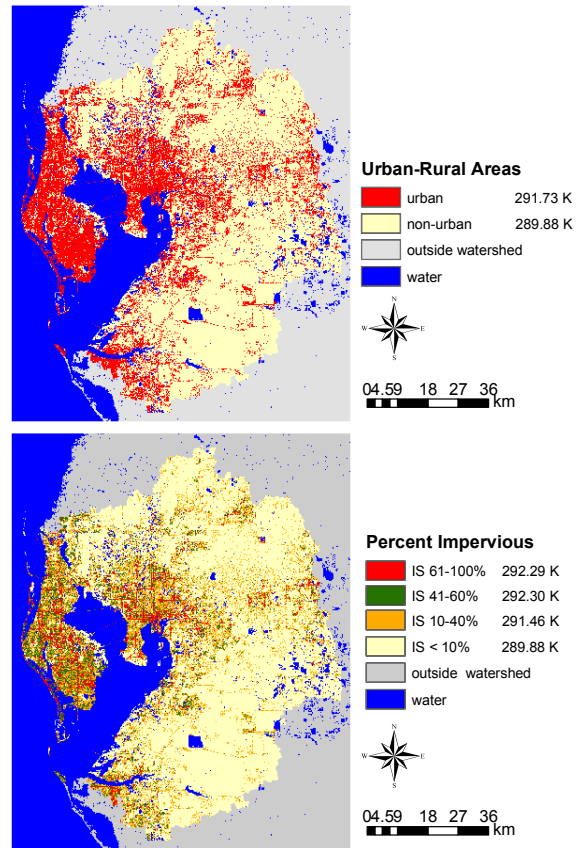 Urban-Rural Areas
urban 291.73 K
non-urban 289.88 K
outside watershed
water
N
W E
S
04.59 18 27 36
km
Percent Impervious
IS 61-100% 292.29 K
IS 41-60% 292.30 K
IS 10-40% 291.46 K
IS < 10% 289.88 K
outside watershed
water
N
W E
S
04.59 18 27 36
km